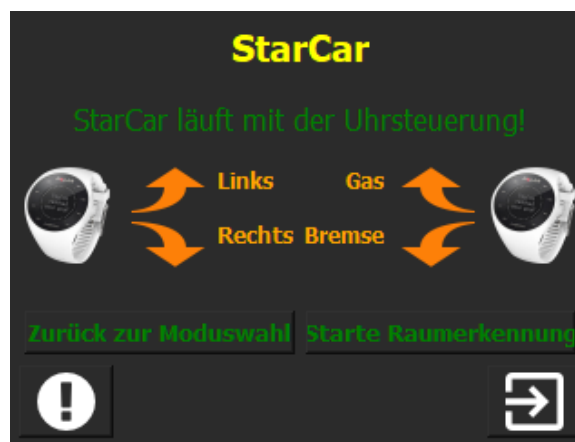 StarCar
StarCar läuft mit der Uhrsteuerung!
Links Gas
Rechts Bremse
Zurück zur Moduswahl Starte Raumerkennung